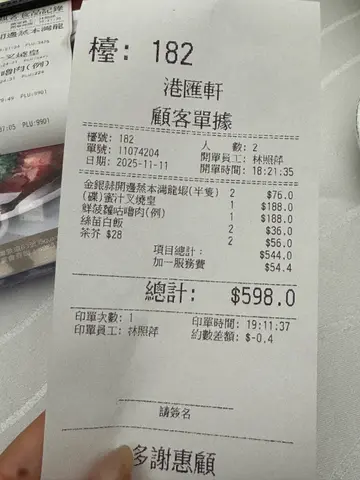 檯: 182
港匯軒
顧客單據
檯號: 182 人 數: 2
單號: 11074204 開單員工: 林照萍
日期: 2025-11-11 開單時間: 18:21:35
金銀蒜開邊蒸本灣龍蝦(半隻) 2 $76.0
(碟)蜜汁叉燒皇 1 $188.0
鮮菠蘿咕嚕肉(例) 1 $188.0
絲苗白飯 2 $36.0
茶芥 $28 2 $56.0
項目總計: $544.0
加一服務費 $54.4
總計: $598.0
印單次數: 1 印單時間: 19:11:37
印單員工: 林照萍 約數差額: $-0.4
請簽名
多謝惠顧